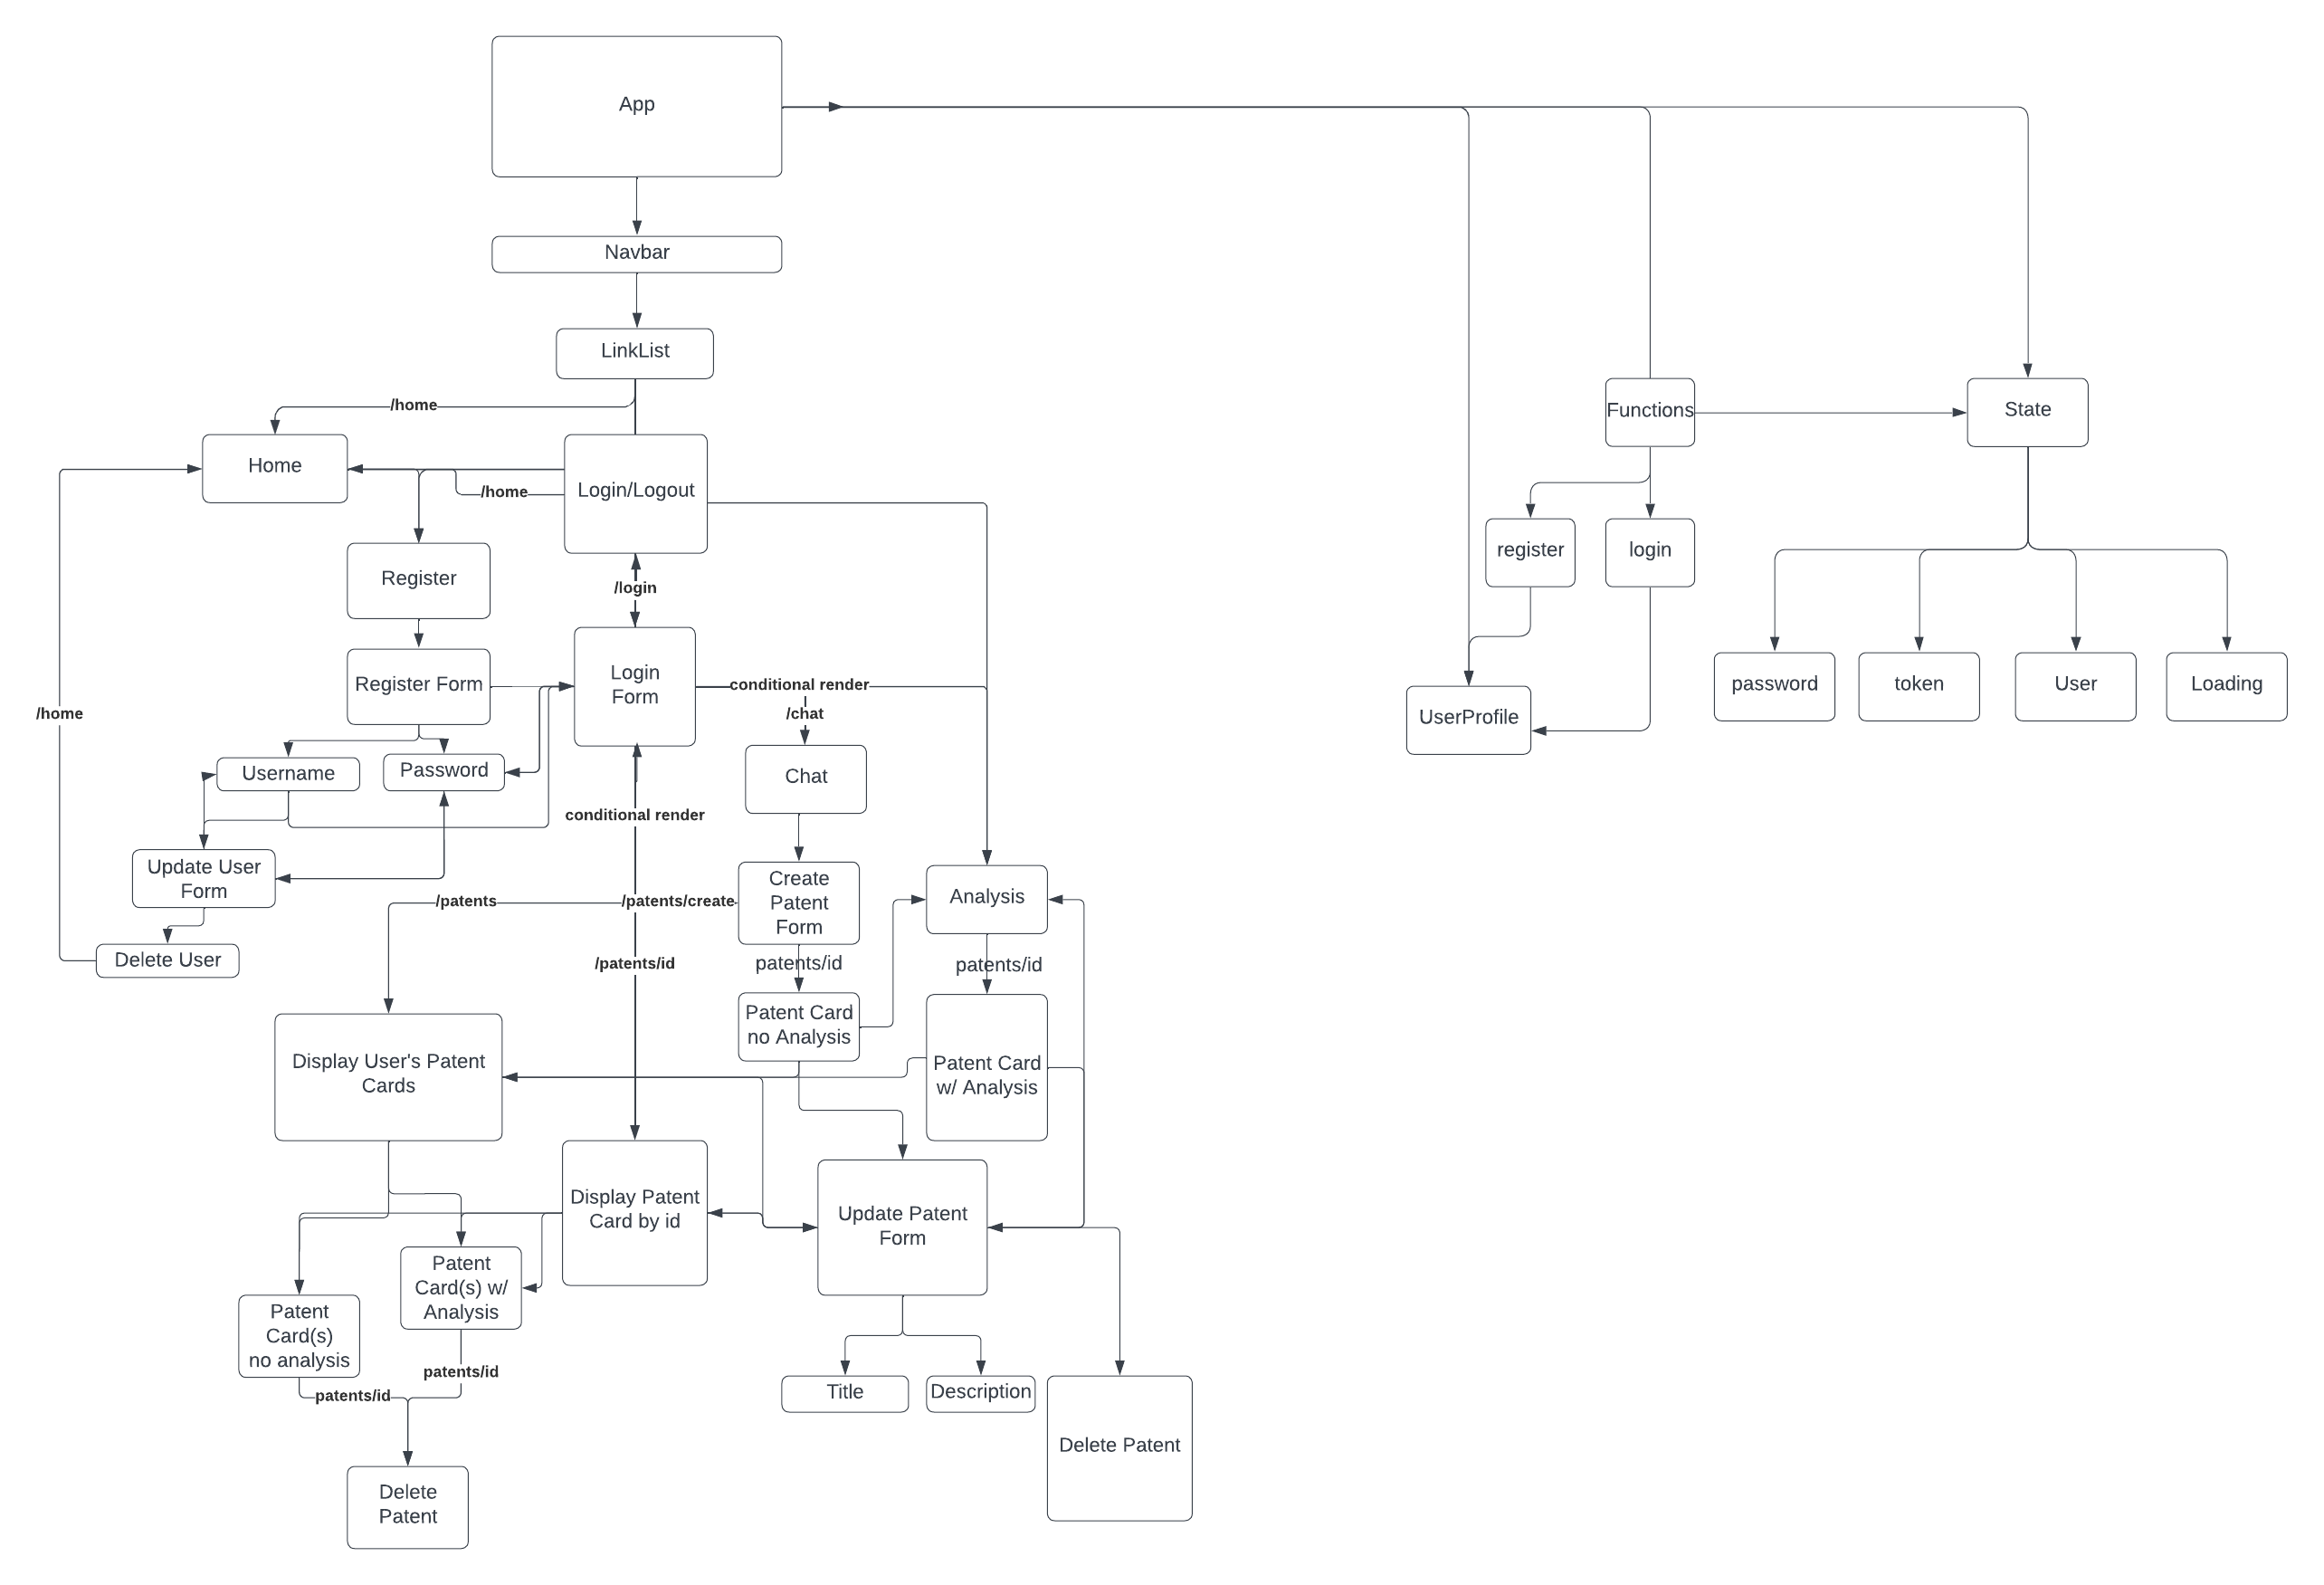 App
Navbar
LinkList
/home
Functions
State
Home
Login/Logout
/home
register
login
Register
/login
Register Form
Login
Form
conditional render
/chat
password
token
User
Loading
UserProfile
/home
Username
Password
Chat
conditional render
Update User
Form
Create
Patent
Form
Analysis
/patents
/patents/create
Delete User
/patents/id
patents/id
patents/id
Patent Card
no Analysis
Display User's Patent
Cards
Patent Card
w/ Analysis
Display Patent
Card by id
Update Patent
Form
Patent
Card(s) w/
Analysis
Patent
Card(s)
no analysis
patents/id
patents/id
Title
Description
Delete Patent
Delete
Patent